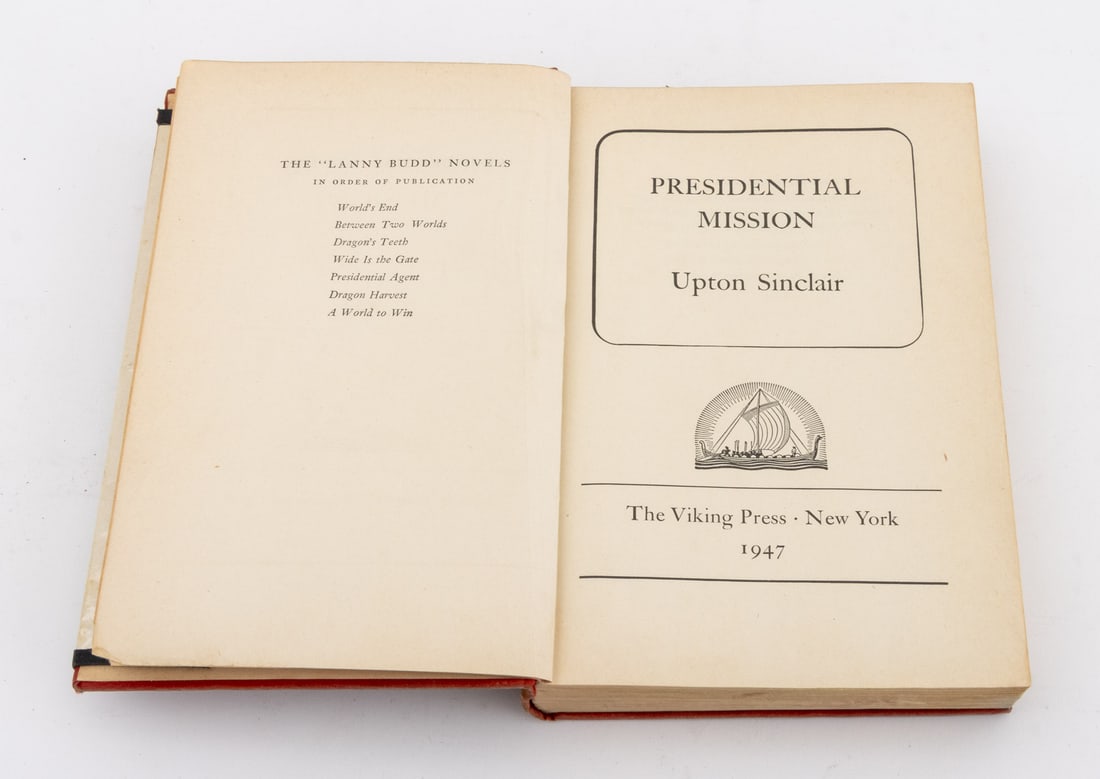 THE "LANNY BUDD" NOVELS
IN ORDER OF PUBLICATION
World's End
Between Two Worlds
Dragon's Teeth
Wide Is the Gate
Presidential Agent
Dragon Harvest
A World to Win
PRESIDENTIAL
MISSION
Upton Sinclair
The Viking Press · New York
1947